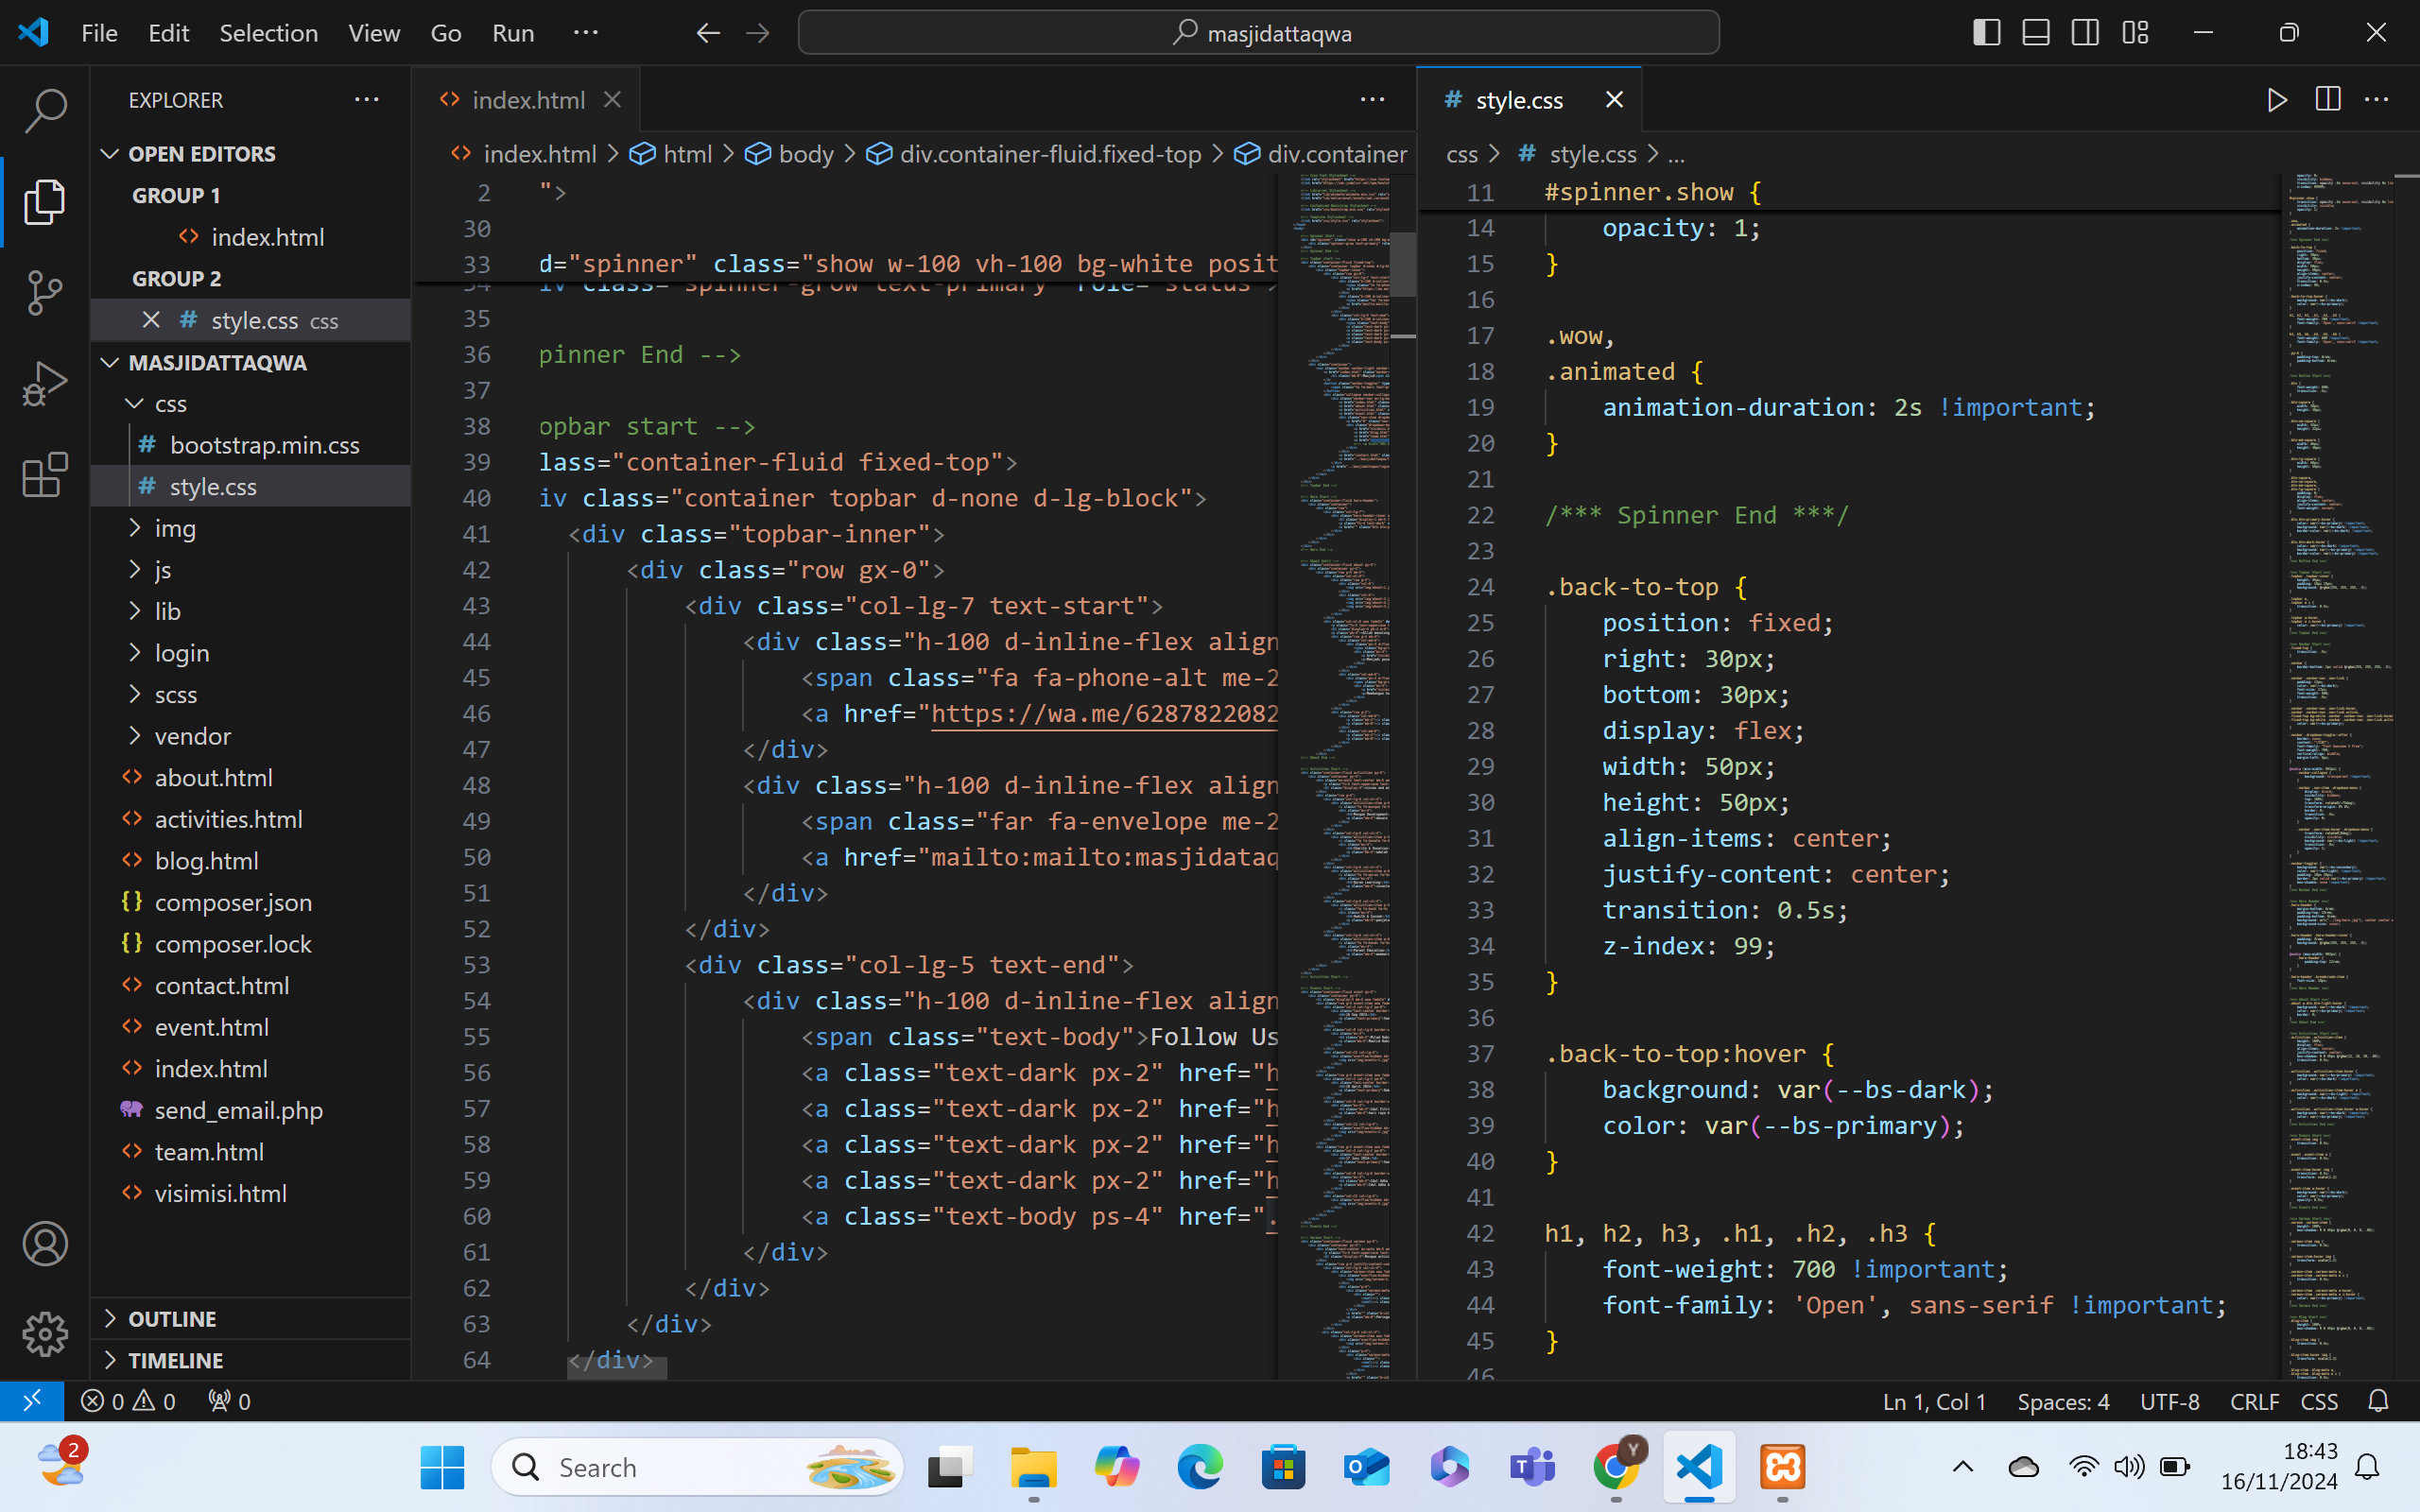 File Edit Selection View Go Run ···
masjidattaqwa
EXPLORER
OPEN EDITORS
GROUP 1
index.html
GROUP 2
style.css css
MASJIDATTAQWA
css
bootstrap.min.css
style.css
img
js
lib
login
scss
vendor
about.html
activities.html
blog.html
composer.json
composer.lock
contact.html
event.html
index.html
send_email.php
team.html
visimisi.html
OUTLINE
TIMELINE
index.html
index.html > html > body > div.container-fluid.fixed-top > div.container
2 ">
30
33 d="spinner" class="show w-100 vh-100 bg-white posit
34 iv class="spinner-grow text-primary" role="status">
35
36 pinner End -->
37
38 opbar start -->
39 lass="container-fluid fixed-top">
40 iv class="container topbar d-none d-lg-block">
41 <div class="topbar-inner">
42 <div class="row gx-0">
43 <div class="col-lg-7 text-start">
44 <div class="h-100 d-inline-flex align
45 <span class="fa fa-phone-alt me-2
46 <a href="https://wa.me/6287822082
47 </div>
48 <div class="h-100 d-inline-flex align
49 <span class="far fa-envelope me-2
50 <a href="mailto:mailto:masjidataq
51 </div>
52 </div>
53 <div class="col-lg-5 text-end">
54 <div class="h-100 d-inline-flex align
55 <span class="text-body">Follow Us
56 <a class="text-dark px-2" href="h
57 <a class="text-dark px-2" href="h
58 <a class="text-dark px-2" href="h
59 <a class="text-dark px-2" href="h
60 <a class="text-body ps-4" href=".
61 </div>
62 </div>
63 </div>
64 </div>
style.css
css > style.css > ...
11 #spinner.show {
14 opacity: 1;
15 }
16
17 .wow,
18 .animated {
19 animation-duration: 2s !important;
20 }
21
22 /*** Spinner End ***/
23
24 .back-to-top {
25 position: fixed;
26 right: 30px;
27 bottom: 30px;
28 display: flex;
29 width: 50px;
30 height: 50px;
31 align-items: center;
32 justify-content: center;
33 transition: 0.5s;
34 z-index: 99;
35 }
36
37 .back-to-top:hover {
38 background: var(--bs-dark);
39 color: var(--bs-primary);
40 }
41
42 h1, h2, h3, .h1, .h2, .h3 {
43 font-weight: 700 !important;
44 font-family: 'Open', sans-serif !important;
45 }
46
0 0 0
Ln 1, Col 1 Spaces: 4 UTF-8 CRLF CSS
2
Search
Y
18:43
16/11/2024